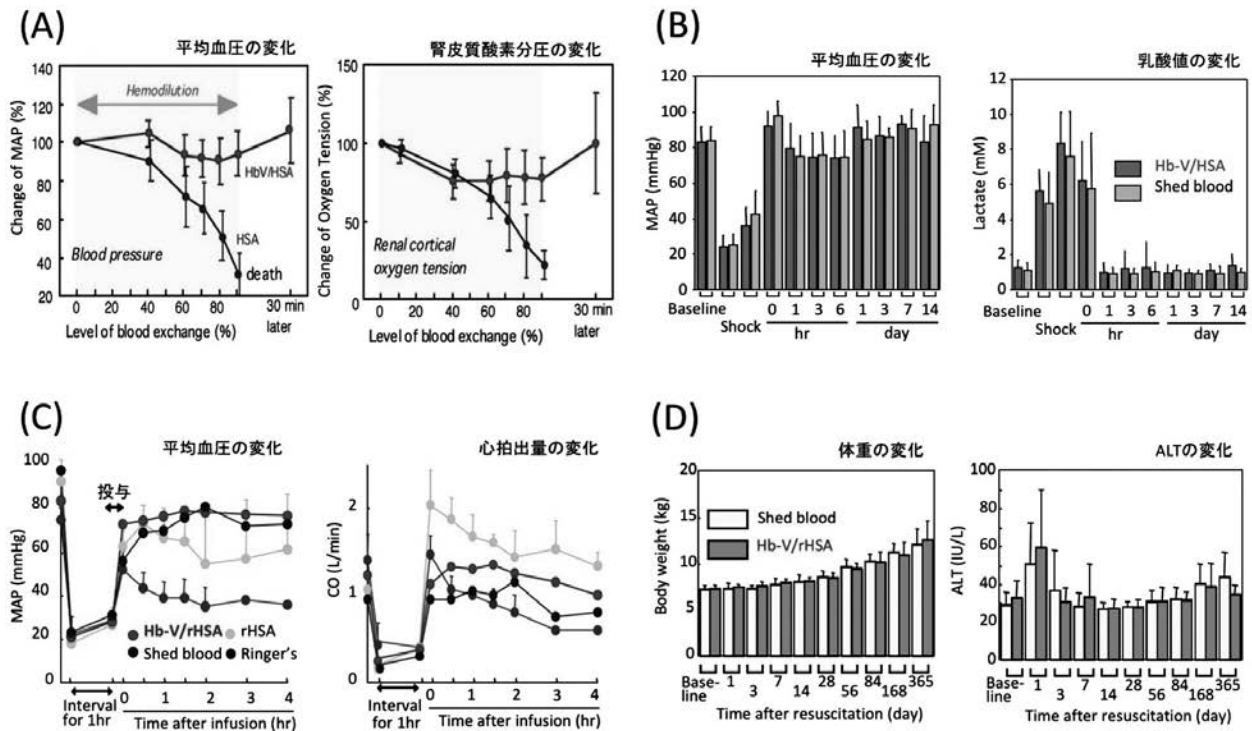 (A)
平均血圧の変化
Change of MAP (%)
140
120
100
80
60
40
20
Hemodilution
HbV/HSA
HSA
death
Blood pressure
0 40 60 80 30 min later
Level of blood exchange (%)
腎皮質酸素分圧の変化
Change of Oxygen Tension (%)
150
100
50
0
Renal cortical
oxygen tension
0 20 40 60 80 30 min later
Level of blood exchange (%)
(B)
平均血圧の変化
MAP (mmHg)
120
100
80
60
40
20
0
Baseline
Shock
0 1 3 6
hr
1 3 7 14
day
乳酸値の変化
Lactate (mM)
12
10
8
6
4
2
0
Hb-V/HSA
Shed blood
Baseline
Shock
0 1 3 6
hr
1 3 7 14
day
(C)
平均血圧の変化
投与
MAP (mmHg)
100
80
60
40
20
0
Hb-V/rHSA
rHSA
Shed blood
Ringer's
Interval
for 1hr
0 1 2 3 4
Time after infusion (hr)
心拍出量の変化
CO (L/min)
2
1
0
Interval
for 1hr
0 1 2 3 4
Time after infusion (hr)
(D)
体重の変化
Body weight (kg)
20
15
10
5
0
Shed blood
Hb-V/rHSA
Base-
line
1 3 7 14 28 56 84 168 365
Time after resuscitation (day)
ALTの変化
ALT (IU/L)
100
80
60
40
20
0
Base-
line
1 3 7 14 28 56 84 168 365
Time after resuscitation (day)